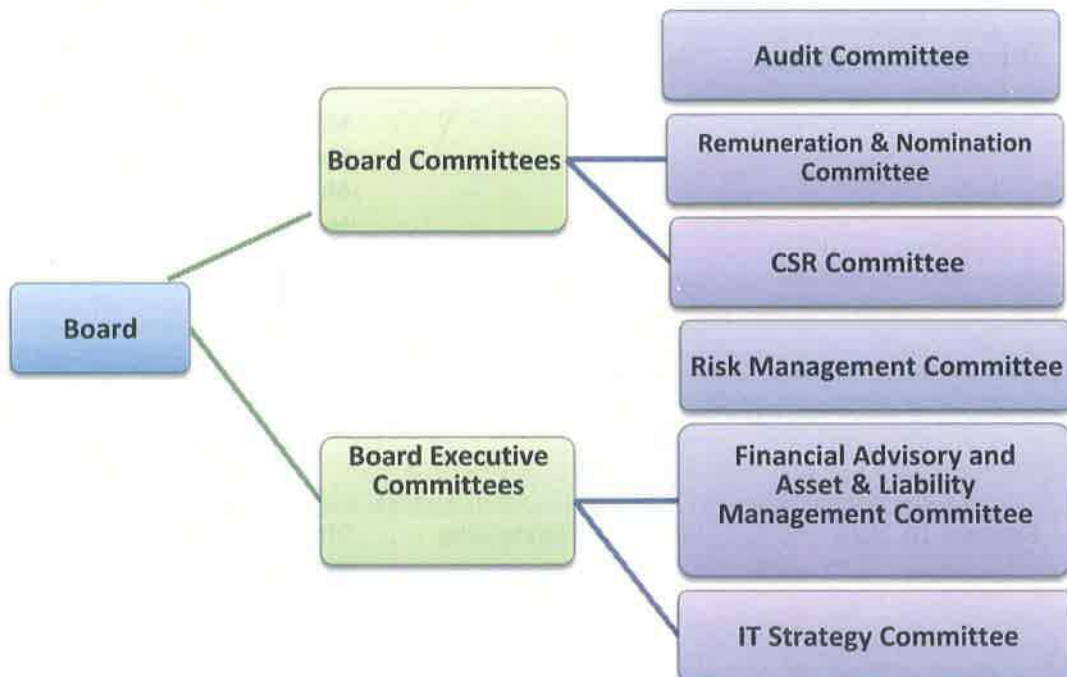 Audit Committee
Remuneration & Nomination
Committee
Board Committees
CSR Committee
Board
Risk Management Committee
Board Executive
Committees
Financial Advisory and
Asset & Liability
Management Committee
IT Strategy Committee